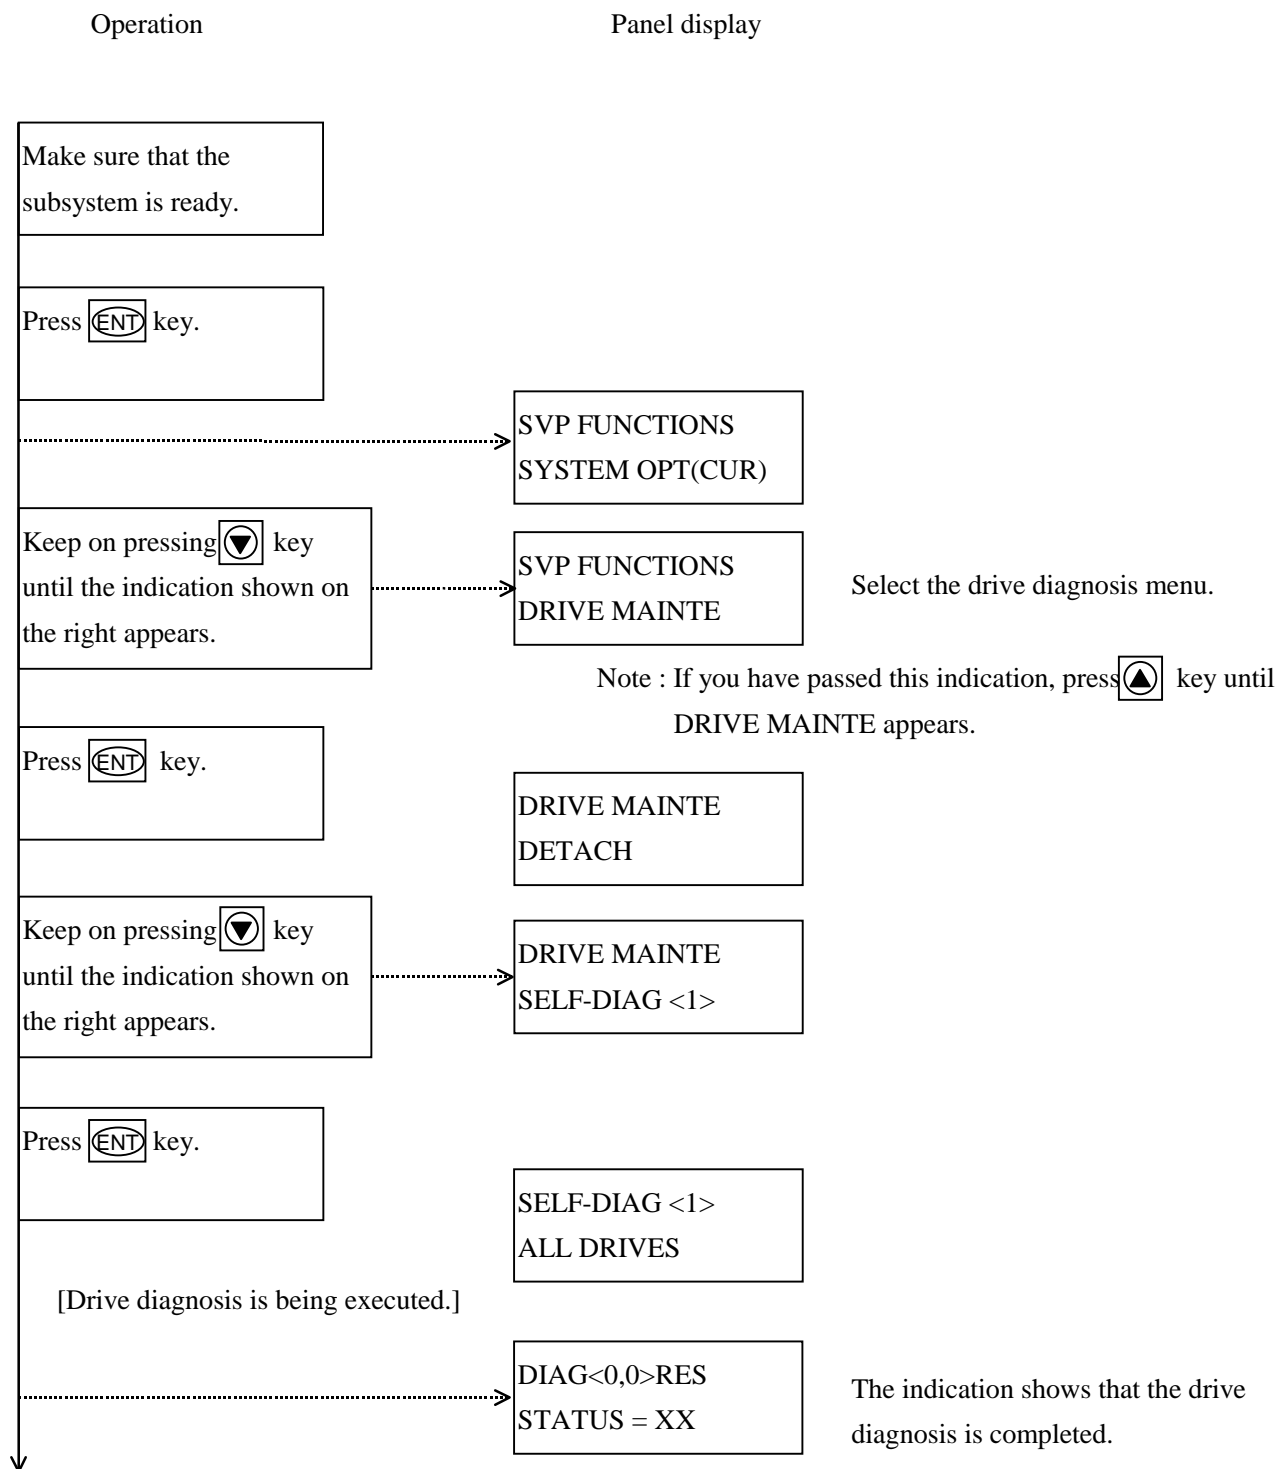 Operation
Panel display
Make sure that the
subsystem is ready.
Press ENT key.
SVP FUNCTIONS
SYSTEM OPT(CUR)
Keep on pressing ▼ key
until the indication shown on
the right appears.
SVP FUNCTIONS
DRIVE MAINTE
Select the drive diagnosis menu.
Note : If you have passed this indication, press ▲ key until
DRIVE MAINTE appears.
Press ENT key.
DRIVE MAINTE
DETACH
Keep on pressing ▼ key
until the indication shown on
the right appears.
DRIVE MAINTE
SELF-DIAG <1>
Press ENT key.
SELF-DIAG <1>
ALL DRIVES
[Drive diagnosis is being executed.]
DIAG<0,0>RES
STATUS = XX
The indication shows that the drive
diagnosis is completed.